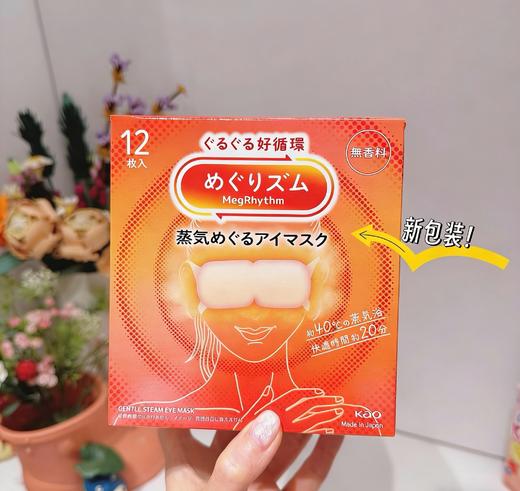 12
枚入
ぐるぐる好循環
無香料
めぐりズム
MegRhythm
蒸気めぐるアイマスク
新包装!
約40℃の蒸気浴
快適時間約20分
GENTLE STEAM EYE MASK
Kao
Made in Japan